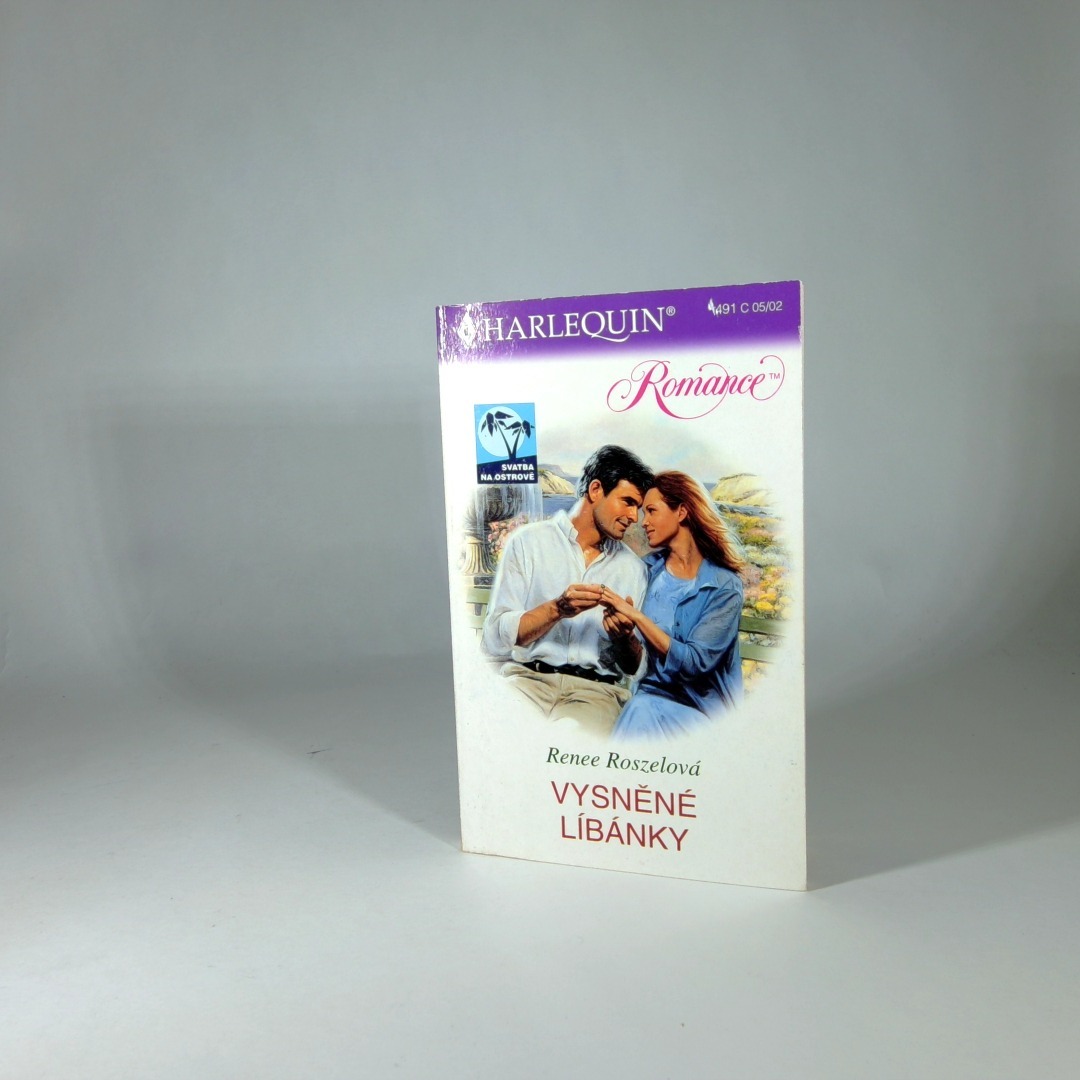 HARLEQUIN®
491 C 05/02
Romance™
SVATBA
NA OSTROVĚ
Renee Roszelová
VYSNĚNÉ
LÍBÁNKY